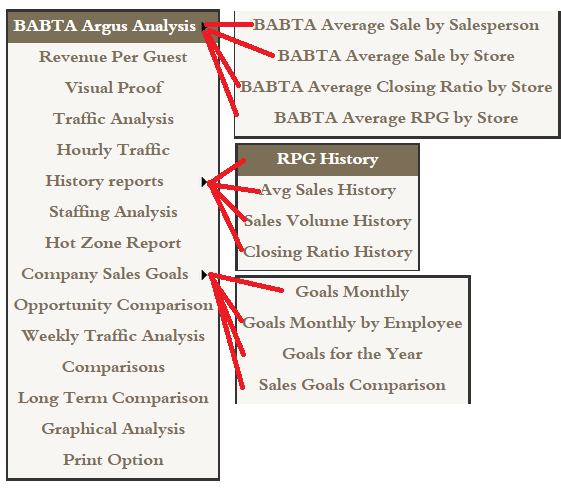 BABTA Argus Analysis
Revenue Per Guest
Visual Proof
Traffic Analysis
Hourly Traffic
History reports
Staffing Analysis
Hot Zone Report
Company Sales Goals
Opportunity Comparison
Weekly Traffic Analysis
Comparisons
Long Term Comparison
Graphical Analysis
Print Option
BABTA Average Sale by Salesperson
BABTA Average Sale by Store
BABTA Average Closing Ratio by Store
BABTA Average RPG by Store
RPG History
Avg Sales History
Sales Volume History
Closing Ratio History
Goals Monthly
Goals Monthly by Employee
Goals for the Year
Sales Goals Comparison